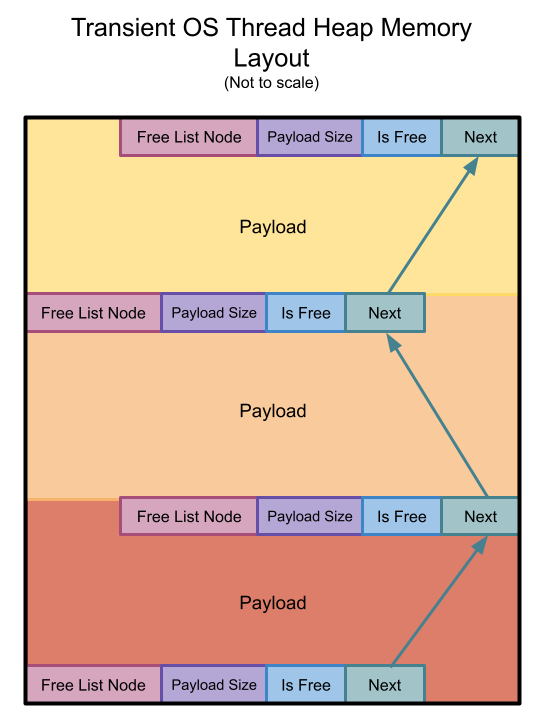 Transient OS Thread Heap Memory
Layout
(Not to scale)
Free List Node Payload Size Is Free Next
Payload
Free List Node Payload Size Is Free Next
Payload
Free List Node Payload Size Is Free Next
Payload
Free List Node Payload Size Is Free Next